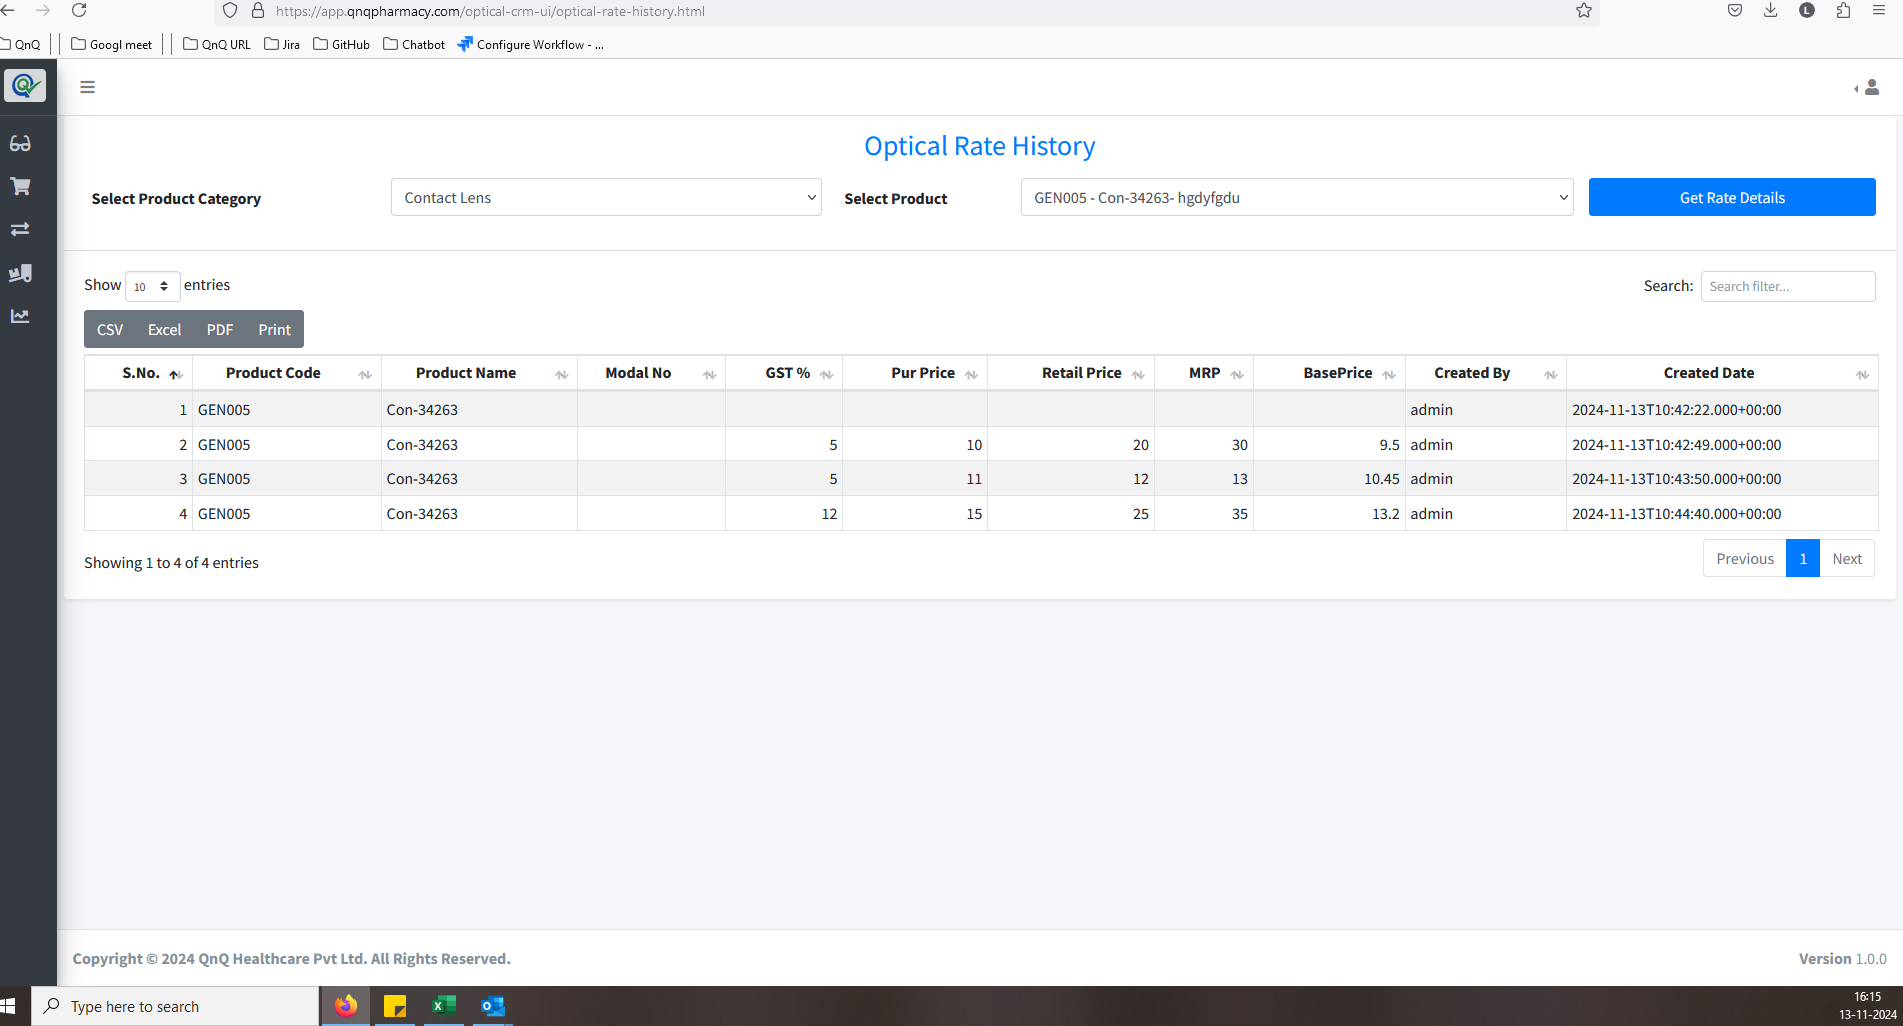 https://app.qnqpharmacy.com/optical-crm-ui/optical-rate-history.html
L
QnQ Googl meet QnQ URL Jira GitHub Chatbot Configure Workflow - ...
Optical Rate History
Select Product Category Contact Lens Select Product GEN005 - Con-34263- hgdyfgdu Get Rate Details
Show 10 entries Search: Search filter...
CSV Excel PDF Print
S.No. Product Code Product Name Modal No GST % Pur Price Retail Price MRP BasePrice Created By Created Date
1 GEN005 Con-34263 admin 2024-11-13T10:42:22.000+00:00
2 GEN005 Con-34263 5 10 20 30 9.5 admin 2024-11-13T10:42:49.000+00:00
3 GEN005 Con-34263 5 11 12 13 10.45 admin 2024-11-13T10:43:50.000+00:00
4 GEN005 Con-34263 12 15 25 35 13.2 admin 2024-11-13T10:44:40.000+00:00
Showing 1 to 4 of 4 entries Previous 1 Next
Copyright © 2024 QnQ Healthcare Pvt Ltd. All Rights Reserved. Version 1.0.0
Type here to search
16:15
13-11-2024